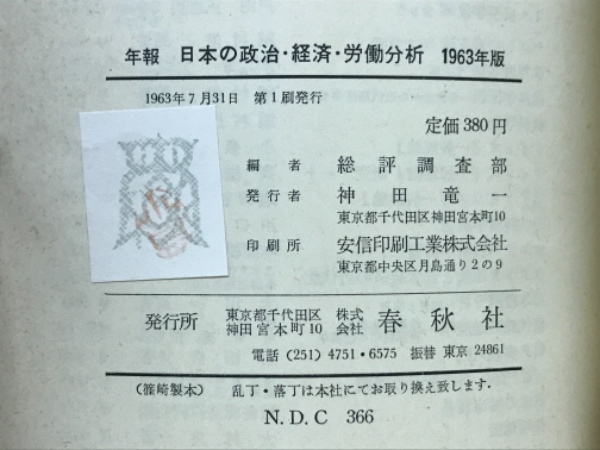 年報 日本の政治・経済・労働分析 1963年版
1963年7月31日 第1刷発行
定価380円
編者 総評調査部
発行者 神田竜一
東京都千代田区神田宮本町10
印刷所 安信印刷工業株式会社
東京都中央区月島通り2の9
発行所 東京都千代田区神田宮本町10 株式会社 春秋社
電話(251)4751・6575 振替 東京 24861
(篠崎製本) 乱丁・落丁は本社にてお取り換え致します.
N.D.C 366